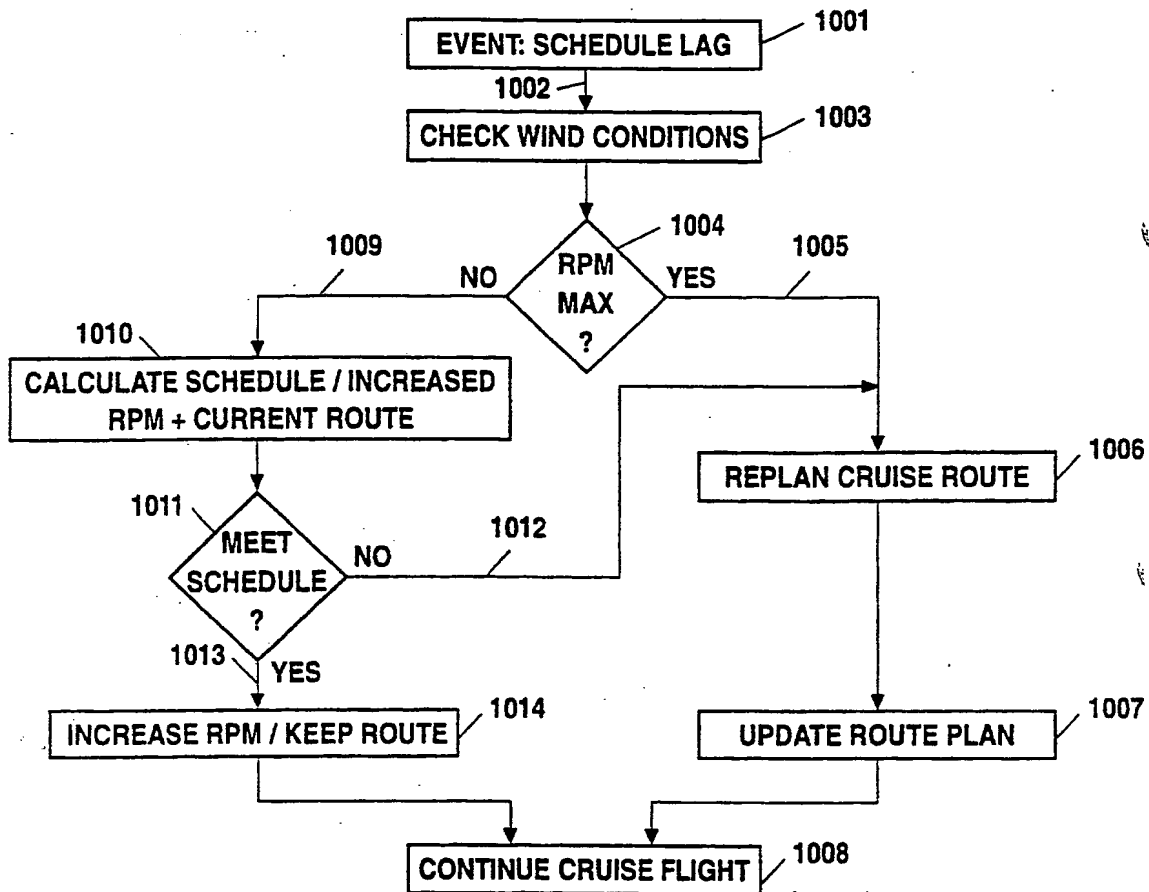 1001
EVENT: SCHEDULE LAG
1002
1003
CHECK WIND CONDITIONS
1004
1009
1005
NO
RPM
MAX
?
YES
1010
CALCULATE SCHEDULE / INCREASED
RPM + CURRENT ROUTE
1006
REPLAN CRUISE ROUTE
1011
MEET
SCHEDULE
?
NO
1012
1013
YES
1014
INCREASE RPM / KEEP ROUTE
1007
UPDATE ROUTE PLAN
1008
CONTINUE CRUISE FLIGHT